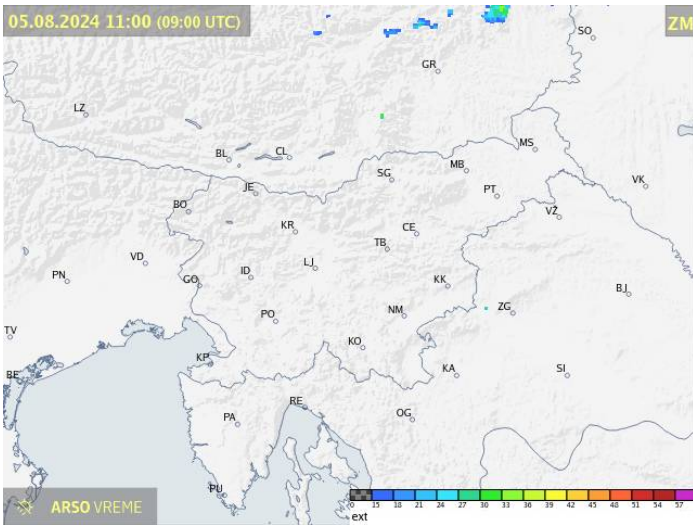 05.08.2024 11:00 (09:00 UTC)
ZM
SO
GR
LZ
MS
BL
CL
MB
SG
VK
JE
PT
BO
VŽ
KR
CE
TB
VD
LJ
ID
PN
GO
KK
BJ
NM
ZG
PO
TV
KO
KP
KA
SI
BE
RE
PA
OG
PU
ARSO VREME
0 15 18 21 24 27 30 33 36 39 42 45 48 51 54 57
ext